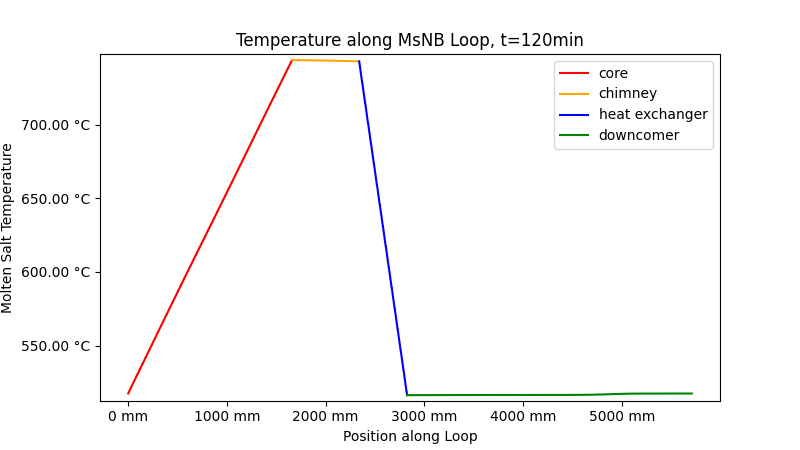 Temperature along MsNB Loop, t=120min
core
chimney
heat exchanger
downcomer
Molten Salt Temperature
700.00 °C
650.00 °C
600.00 °C
550.00 °C
0 mm 1000 mm 2000 mm 3000 mm 4000 mm 5000 mm
Position along Loop